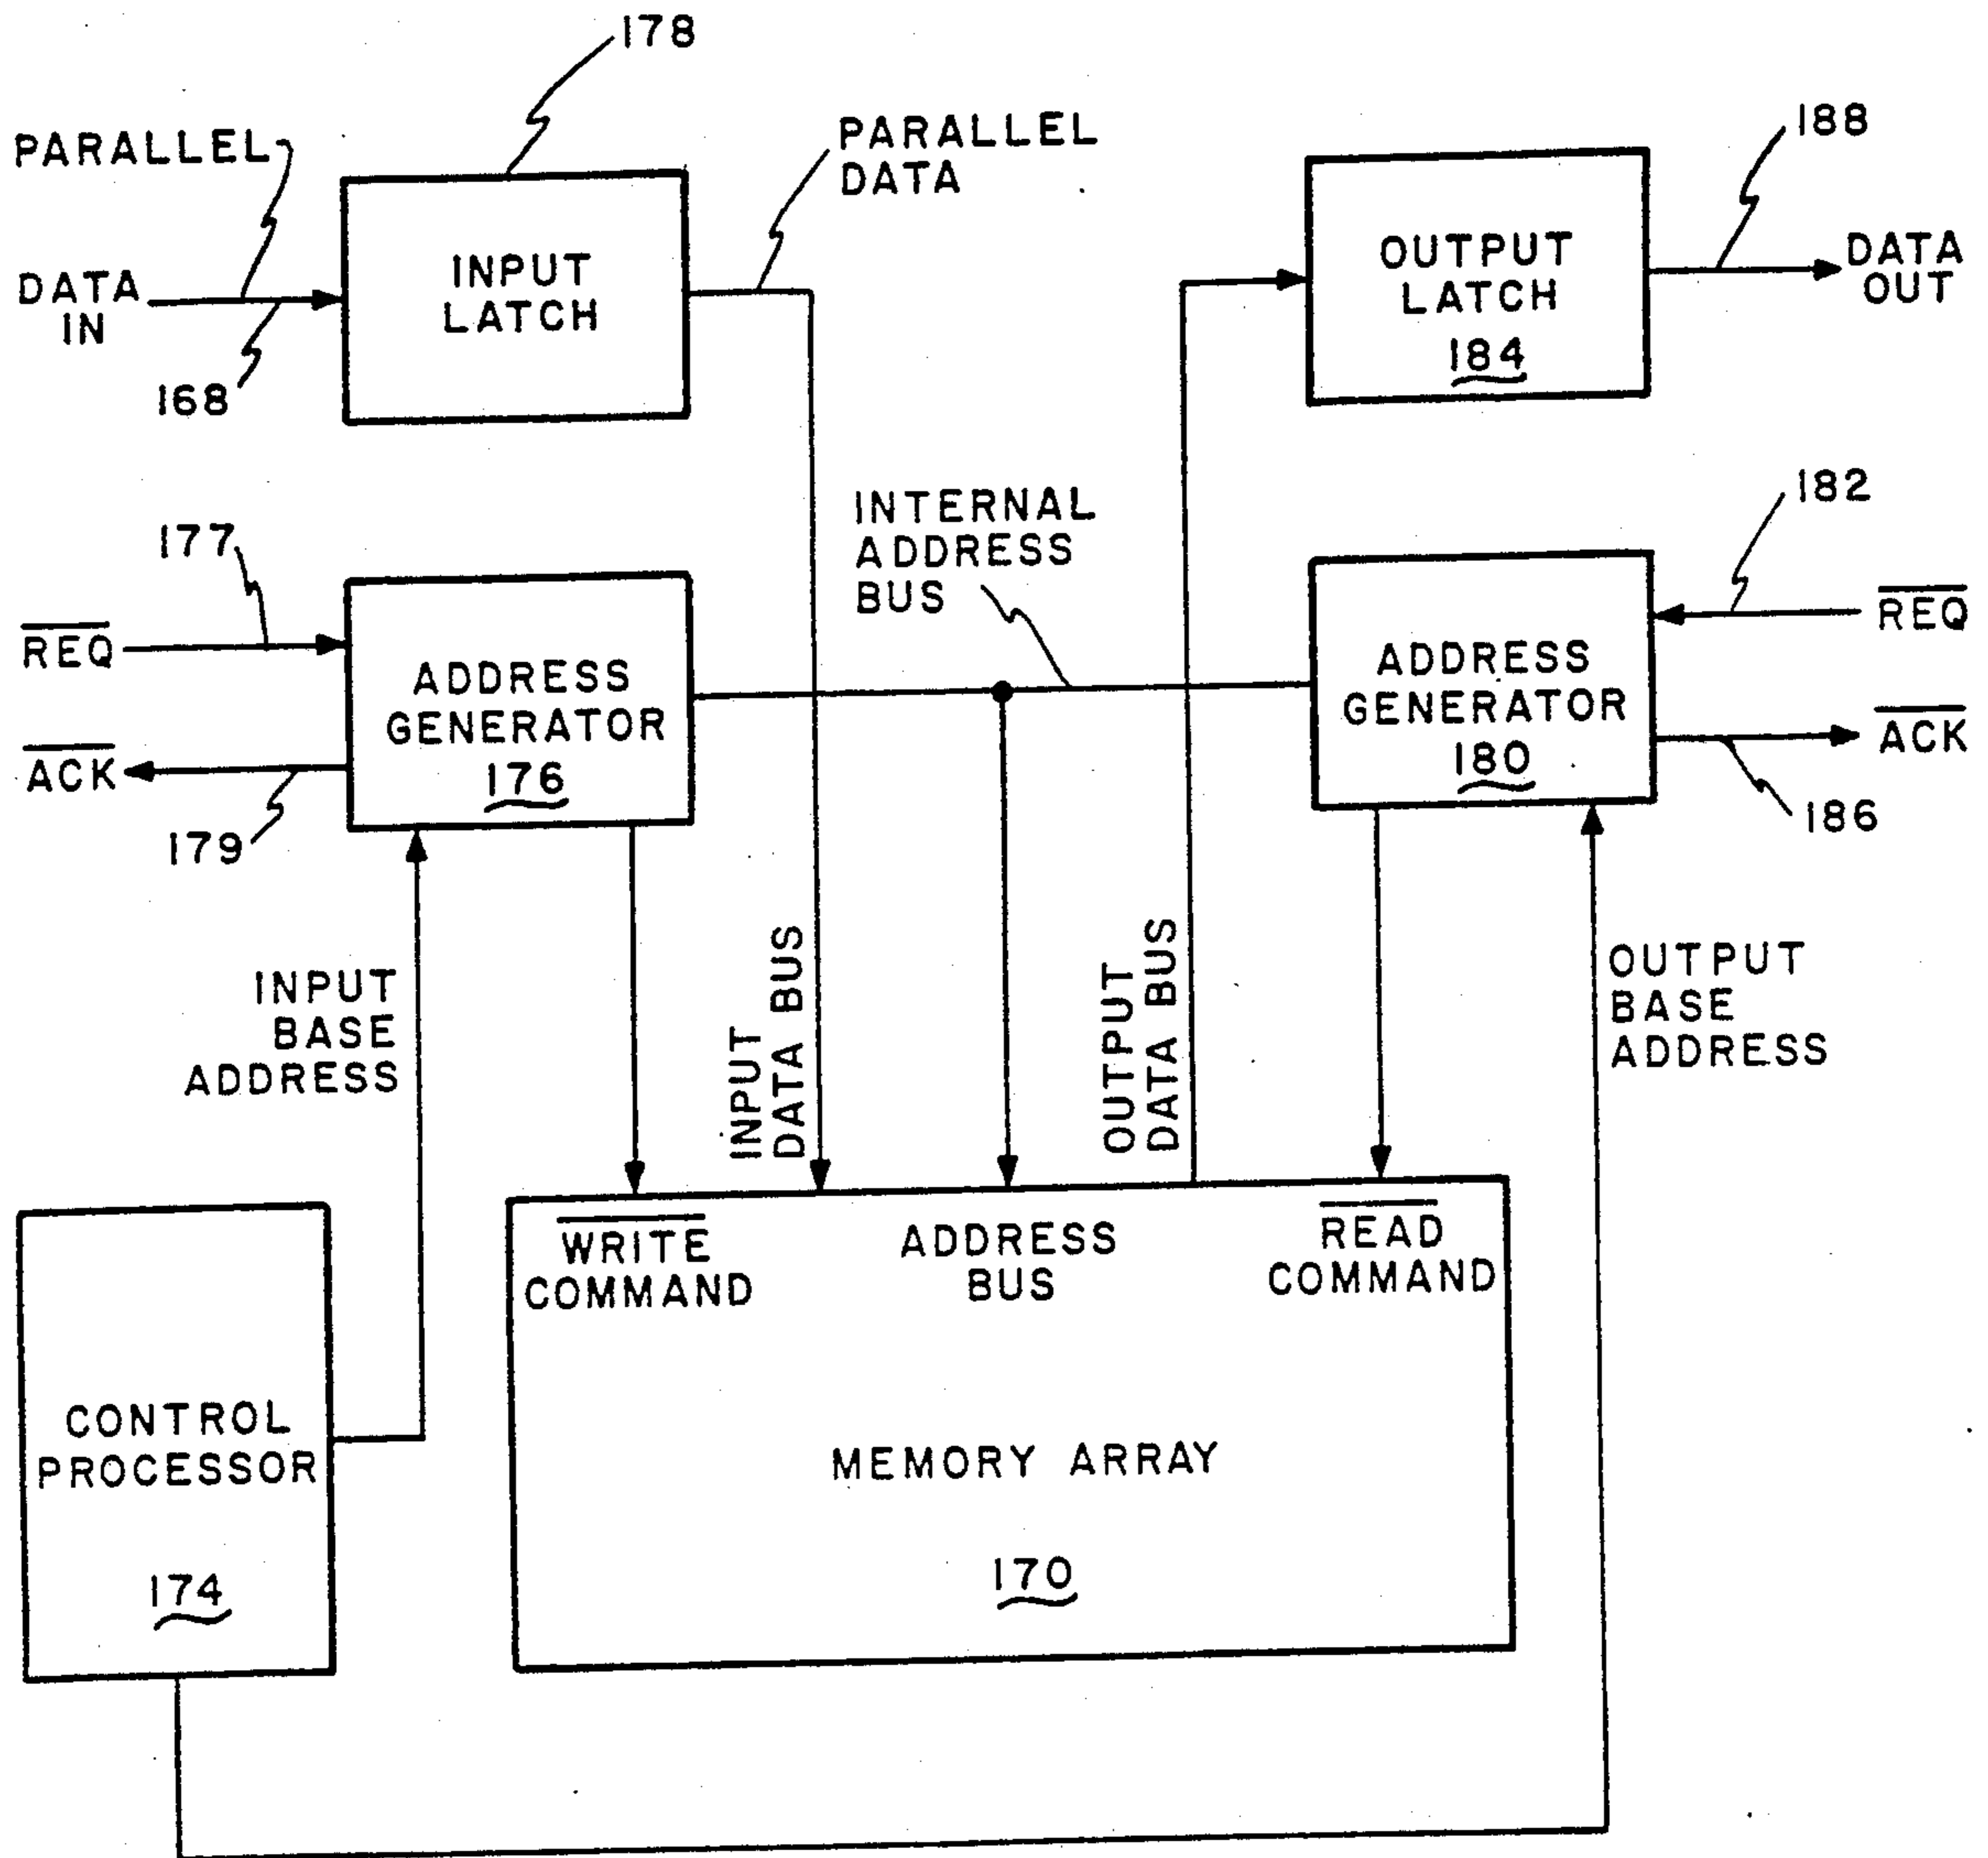 178
PARALLEL
PARALLEL
DATA
188
INPUT
LATCH
OUTPUT
LATCH
184
DATA
IN
DATA
OUT
168
177
INTERNAL
ADDRESS
BUS
182
REQ
REQ
ADDRESS
GENERATOR
176
ADDRESS
GENERATOR
180
ACK
ACK
179
186
INPUT
BASE
ADDRESS
INPUT
DATA BUS
OUTPUT
DATA BUS
OUTPUT
BASE
ADDRESS
WRITE
COMMAND
ADDRESS
BUS
READ
COMMAND
CONTROL
PROCESSOR
174
MEMORY ARRAY
170